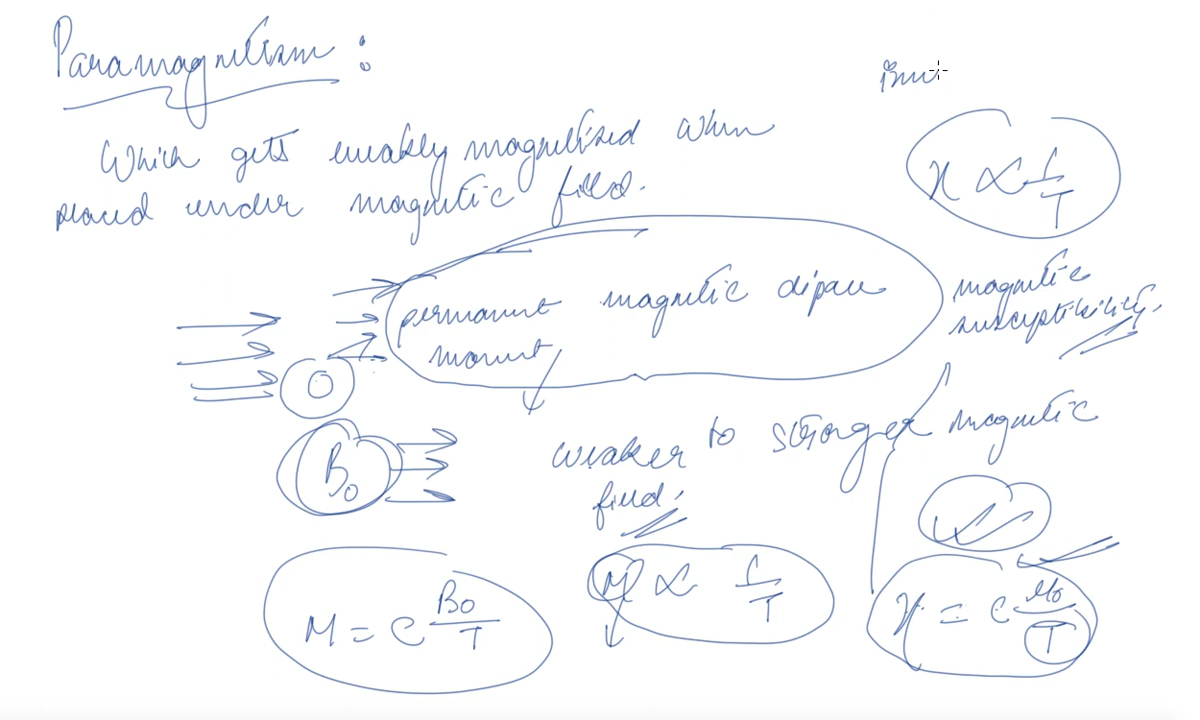 Paramagnetism :
Which gets weakly magnetised when
placed under magnetic field.
χ ∝ 1/T
magnetic
susceptibility.
permanent magnetic dipole
moment
O
B₀
weaker to stronger magnetic
field.
M = C B₀/T
M ∝ 1/T
χ = C μ₀/T